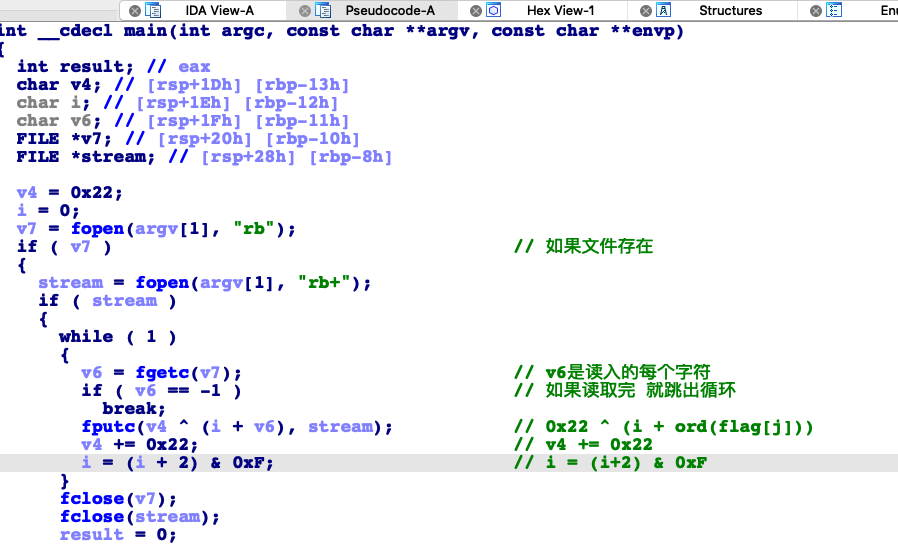 IDA View-A Pseudocode-A Hex View-1 Structures Enu
int __cdecl main(int argc, const char **argv, const char **envp)
{
int result; // eax
char v4; // [rsp+1Dh] [rbp-13h]
char i; // [rsp+1Eh] [rbp-12h]
char v6; // [rsp+1Fh] [rbp-11h]
FILE *v7; // [rsp+20h] [rbp-10h]
FILE *stream; // [rsp+28h] [rbp-8h]
v4 = 0x22;
i = 0;
v7 = fopen(argv[1], "rb");
if ( v7 ) // 如果文件存在
{
stream = fopen(argv[1], "rb+");
if ( stream )
{
while ( 1 )
{
v6 = fgetc(v7); // v6是读入的每个字符
if ( v6 == -1 ) // 如果读取完 就跳出循环
break;
fputc(v4 ^ (i + v6), stream); // 0x22 ^ (i + ord(flag[j]))
v4 += 0x22; // v4 += 0x22
i = (i + 2) & 0xF; // i = (i+2) & 0xF
}
fclose(v7);
fclose(stream);
result = 0;